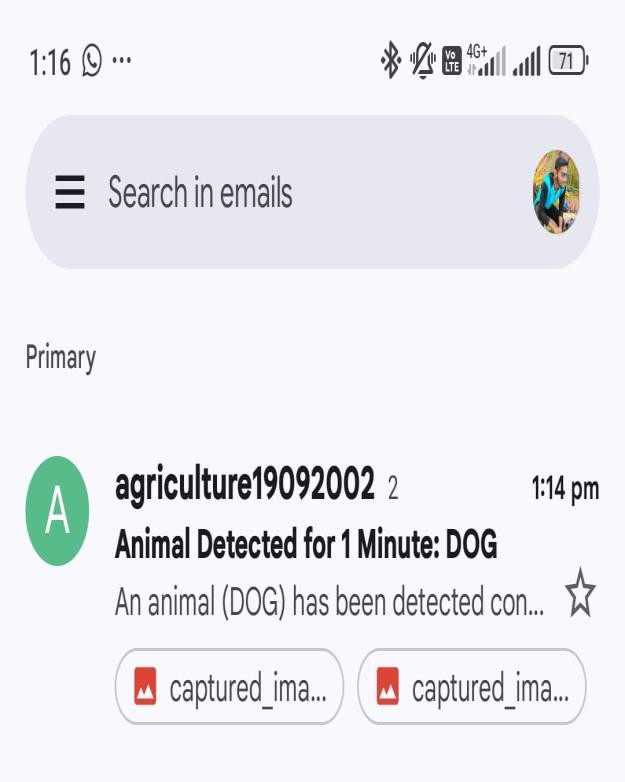 1:16 ...
Vo LTE 4G+ 71
Search in emails
Primary
A
agriculture19092002 2 1:14 pm
Animal Detected for 1 Minute: DOG
An animal (DOG) has been detected con...
captured_ima... captured_ima...